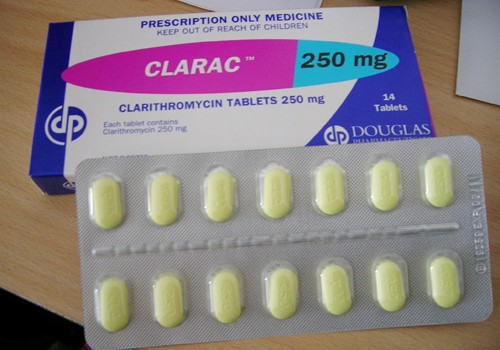 PRESCRIPTION ONLY MEDICINE
KEEP OUT OF REACH OF CHILDREN
CLARAC™
250 mg
CLARITHROMYCIN TABLETS 250 mg
14
Tablets
Each tablet contains
Clarithromycin 250 mg
DOUGLAS
PHARMACEUTICALS